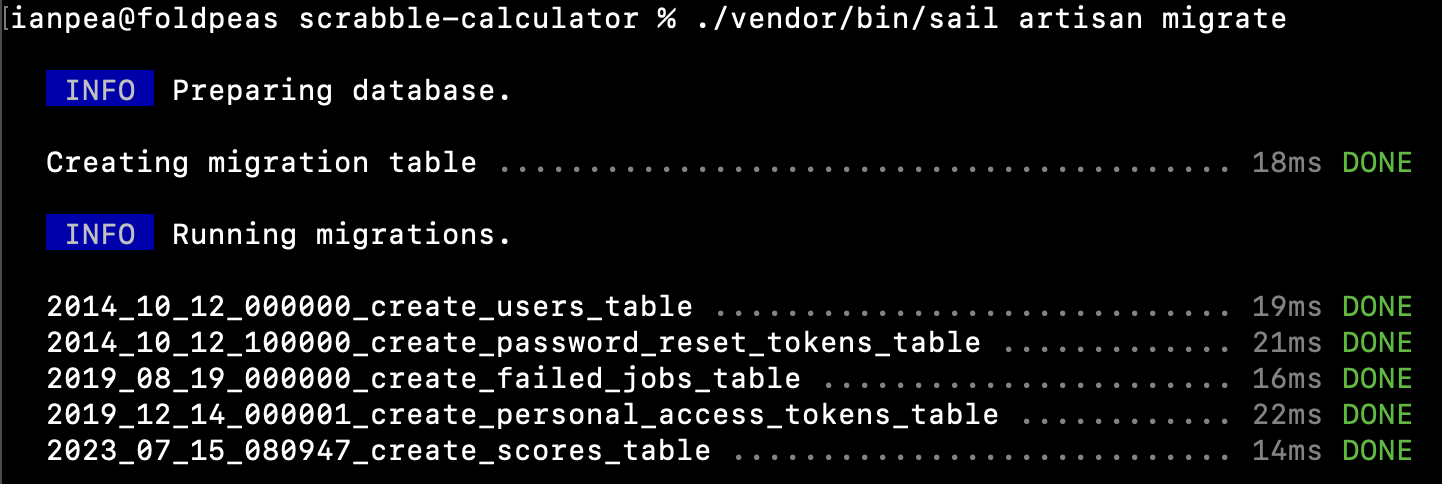 [ianpea@foldpeas scrabble-calculator % ./vendor/bin/sail artisan migrate
INFO Preparing database.
Creating migration table ......................................... 18ms DONE
INFO Running migrations.
2014_10_12_000000_create_users_table ............................. 19ms DONE
2014_10_12_100000_create_password_reset_tokens_table ............. 21ms DONE
2019_08_19_000000_create_failed_jobs_table ....................... 16ms DONE
2019_12_14_000001_create_personal_access_tokens_table ............ 22ms DONE
2023_07_15_080947_create_scores_table ............................ 14ms DONE